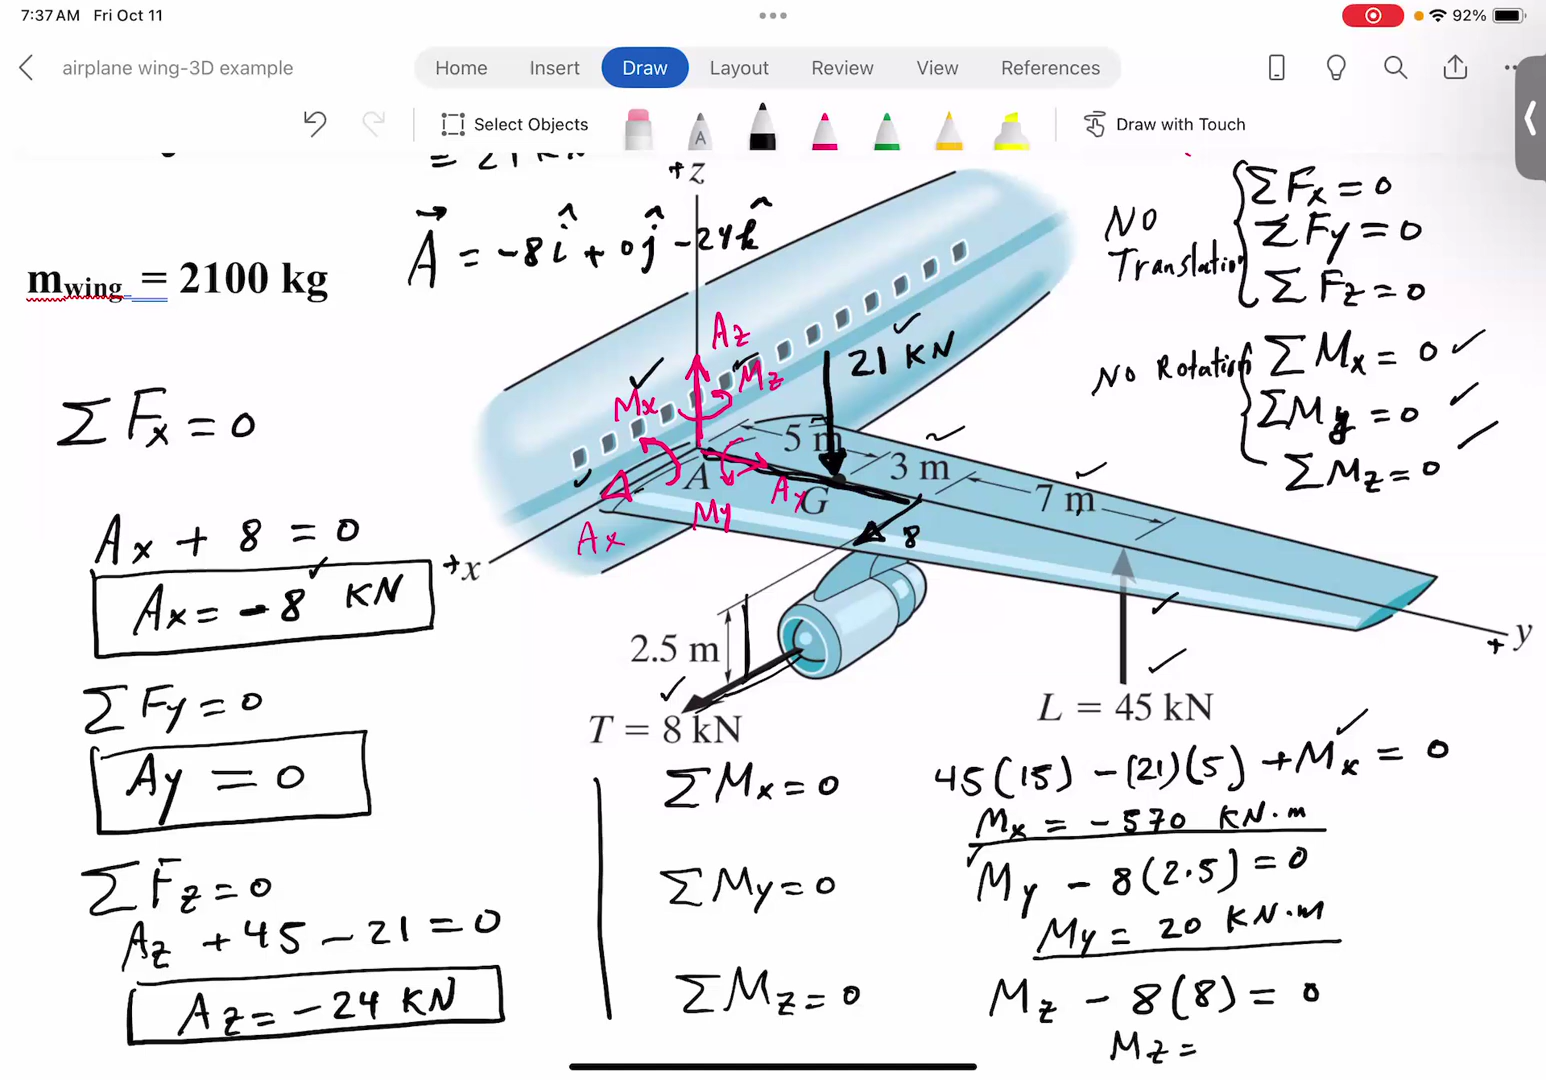 7:37 AM Fri Oct 11
92%
airplane wing-3D example
Home Insert Draw Layout Review View References
Select Objects
A
Draw with Touch
= 21 KN
+z
A = -8î + 0ĵ - 24k̂
m_wing = 2100 kg
No Translation
ΣFx = 0
ΣFy = 0
ΣFz = 0
No Rotation
ΣMx = 0 ✓
ΣMy = 0 ✓
ΣMz = 0
Az
21 KN
Mx
Mz
5 m
3 m
7 m
A
Ay
G
My
Ax
8
+x
+y
2.5 m
T = 8 kN
L = 45 kN
ΣFx = 0
Ax + 8 = 0
Ax = -8 KN
ΣFy = 0
Ay = 0
ΣFz = 0
Az + 45 - 21 = 0
Az = -24 KN
ΣMx = 0
45(15) - (21)(5) + Mx = 0
Mx = -570 KN·m
ΣMy = 0
My - 8(2.5) = 0
My = 20 KN·m
ΣMz = 0
Mz - 8(8) = 0
Mz =